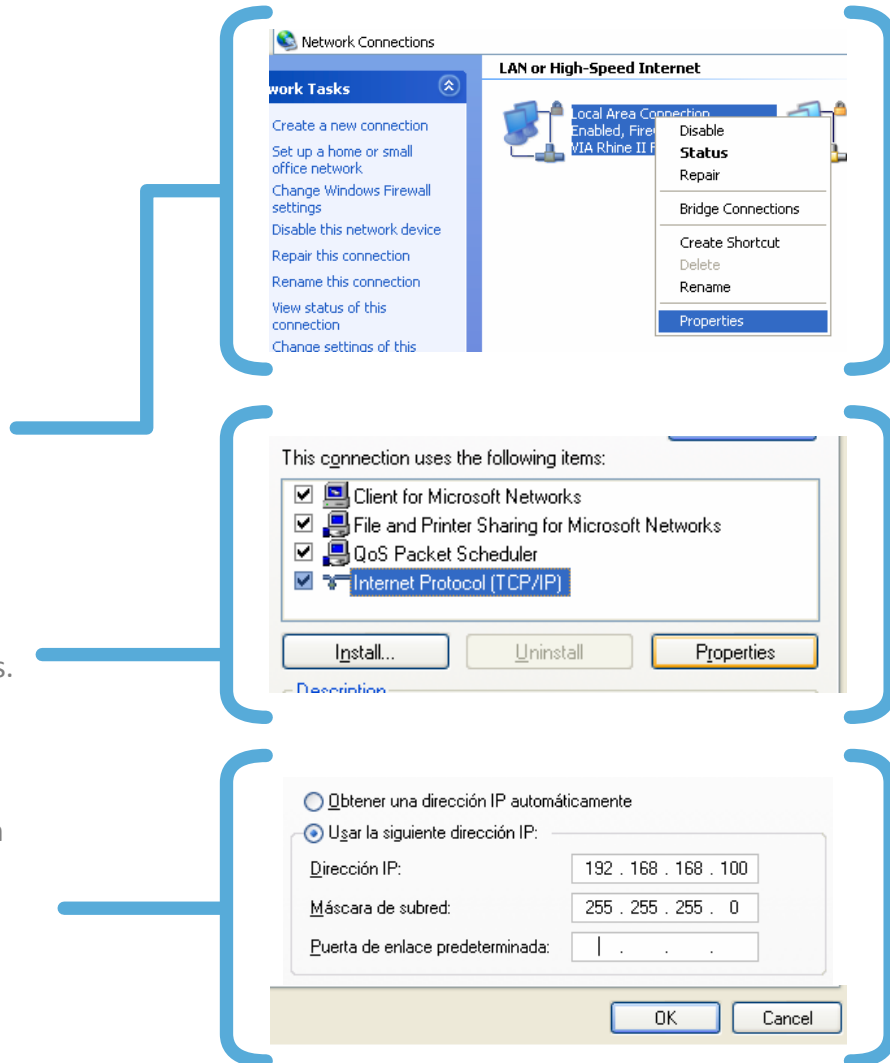 Network Connections
work Tasks
Create a new connection
Set up a home or small
office network
Change Windows Firewall
settings
Disable this network device
Repair this connection
Rename this connection
View status of this
connection
Change settings of this
LAN or High-Speed Internet
Local Area Connection
Enabled, Fire
VIA Rhine II F
Disable
Status
Repair
Bridge Connections
Create Shortcut
Delete
Rename
Properties
This connection uses the following items:
Client for Microsoft Networks
File and Printer Sharing for Microsoft Networks
QoS Packet Scheduler
Internet Protocol (TCP/IP)
Install... Uninstall Properties
s.
Description
Obtener una dirección IP automáticamente
Usar la siguiente dirección IP:
Dirección IP: 192 . 168 . 168 . 100
Máscara de subred: 255 . 255 . 255 . 0
Puerta de enlace predeterminada: . . .
OK Cancel